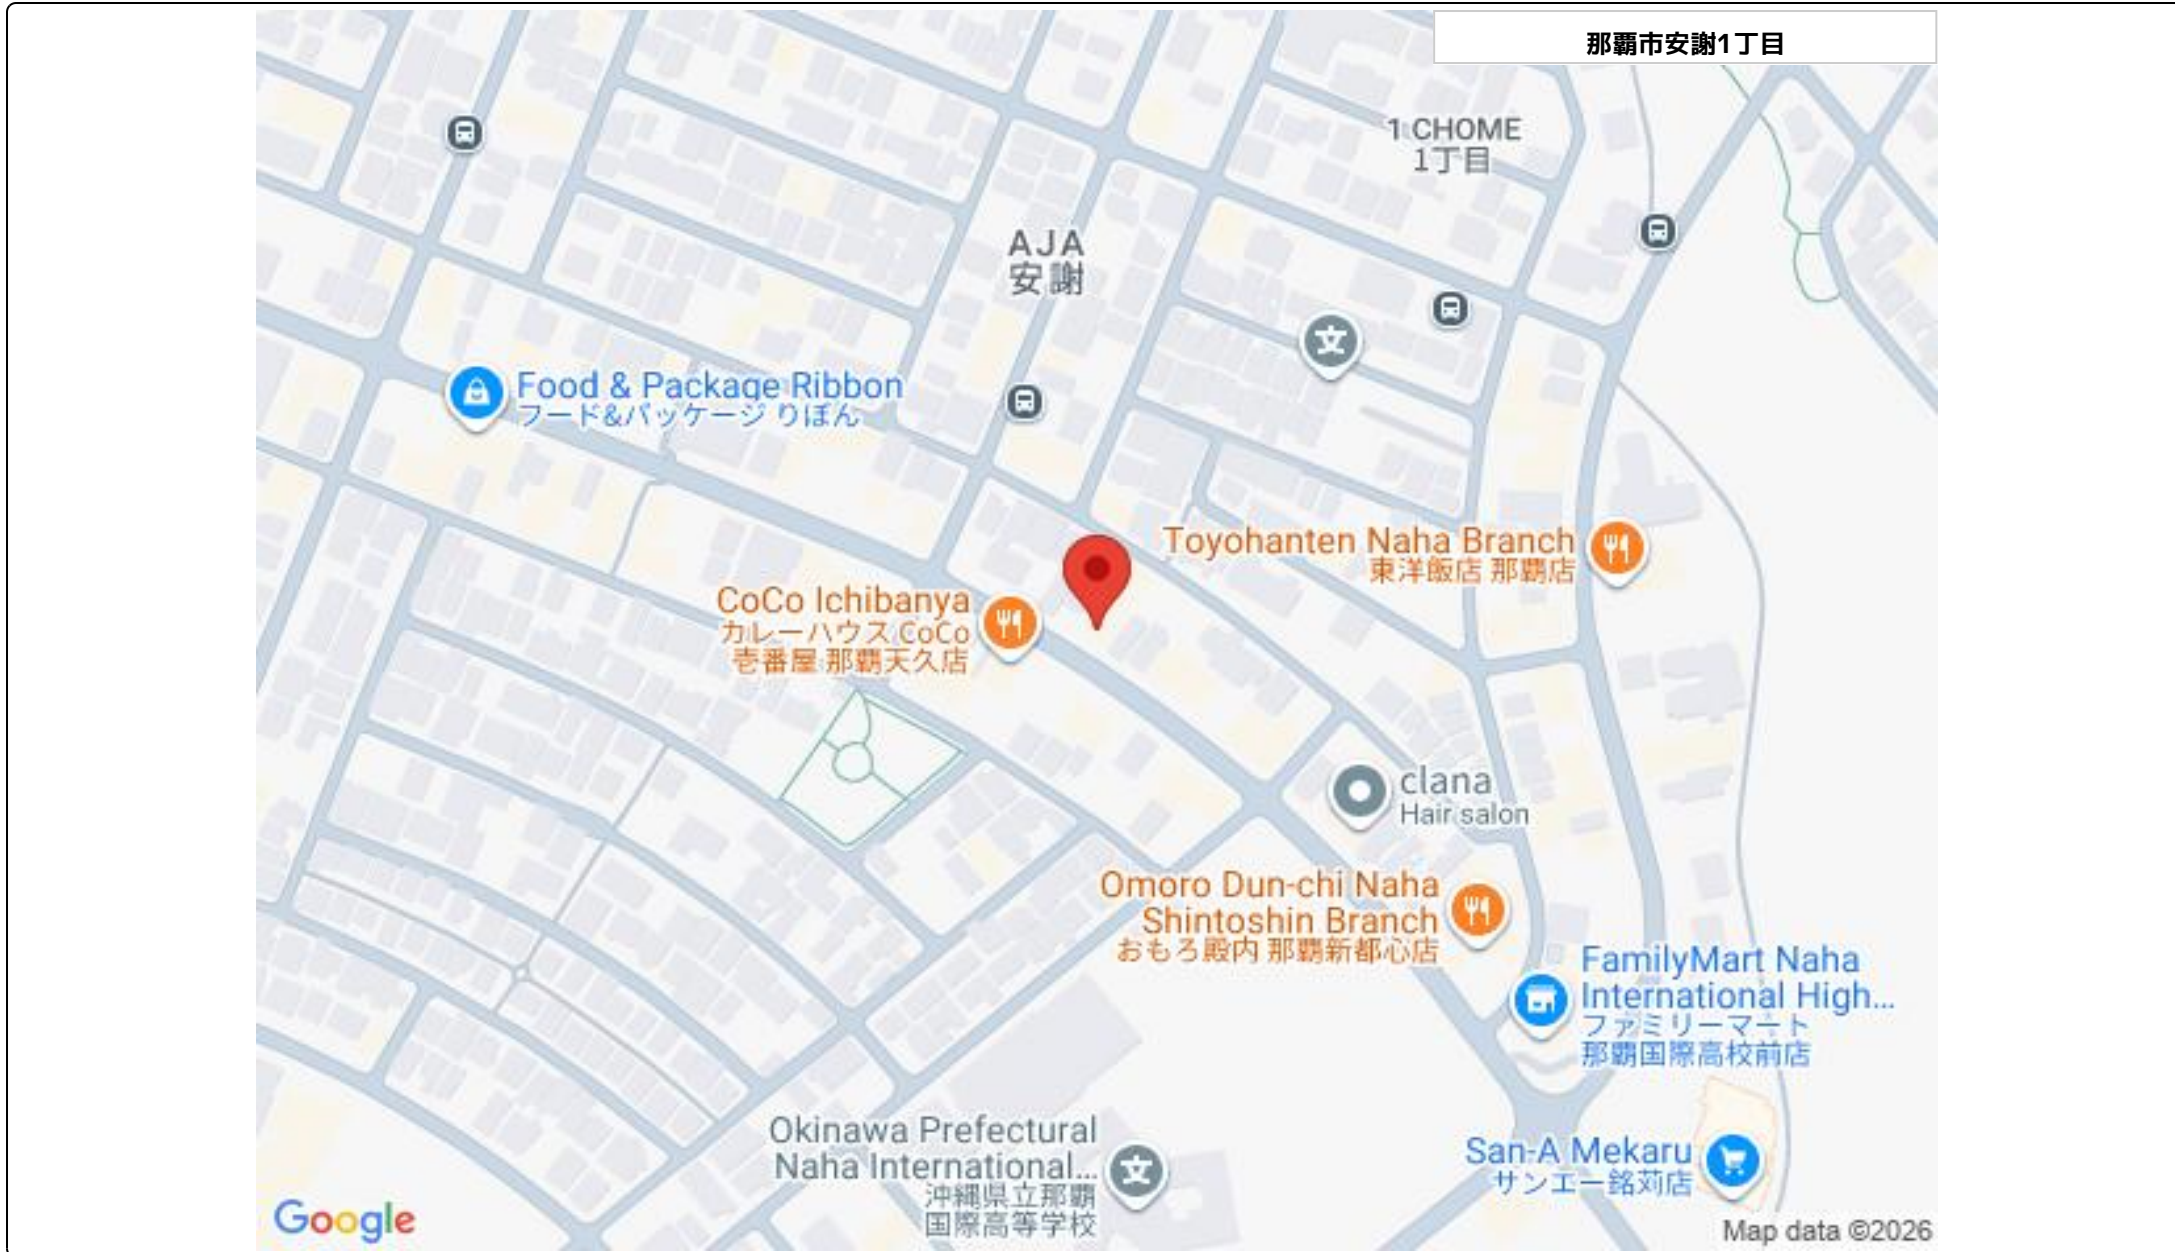 那覇市安謝1丁目
1 CHOME
1丁目
AJA
安謝
Food & Package Ribbon
フード&パッケージ りぼん
Toyohanten Naha Branch
東洋飯店 那覇店
CoCo Ichibanya
カレーハウス CoCo
壱番屋 那覇天久店
clana
Hair salon
Omoro Dun-chi Naha
Shintoshin Branch
おもろ殿内 那覇新都心店
FamilyMart Naha
International High...
ファミリーマート
那覇国際高校前店
Okinawa Prefectural
Naha International...
沖縄県立那覇
国際高等学校
San-A Mekaru
サンエー銘苅店
Google
Map data ©2026
文
文